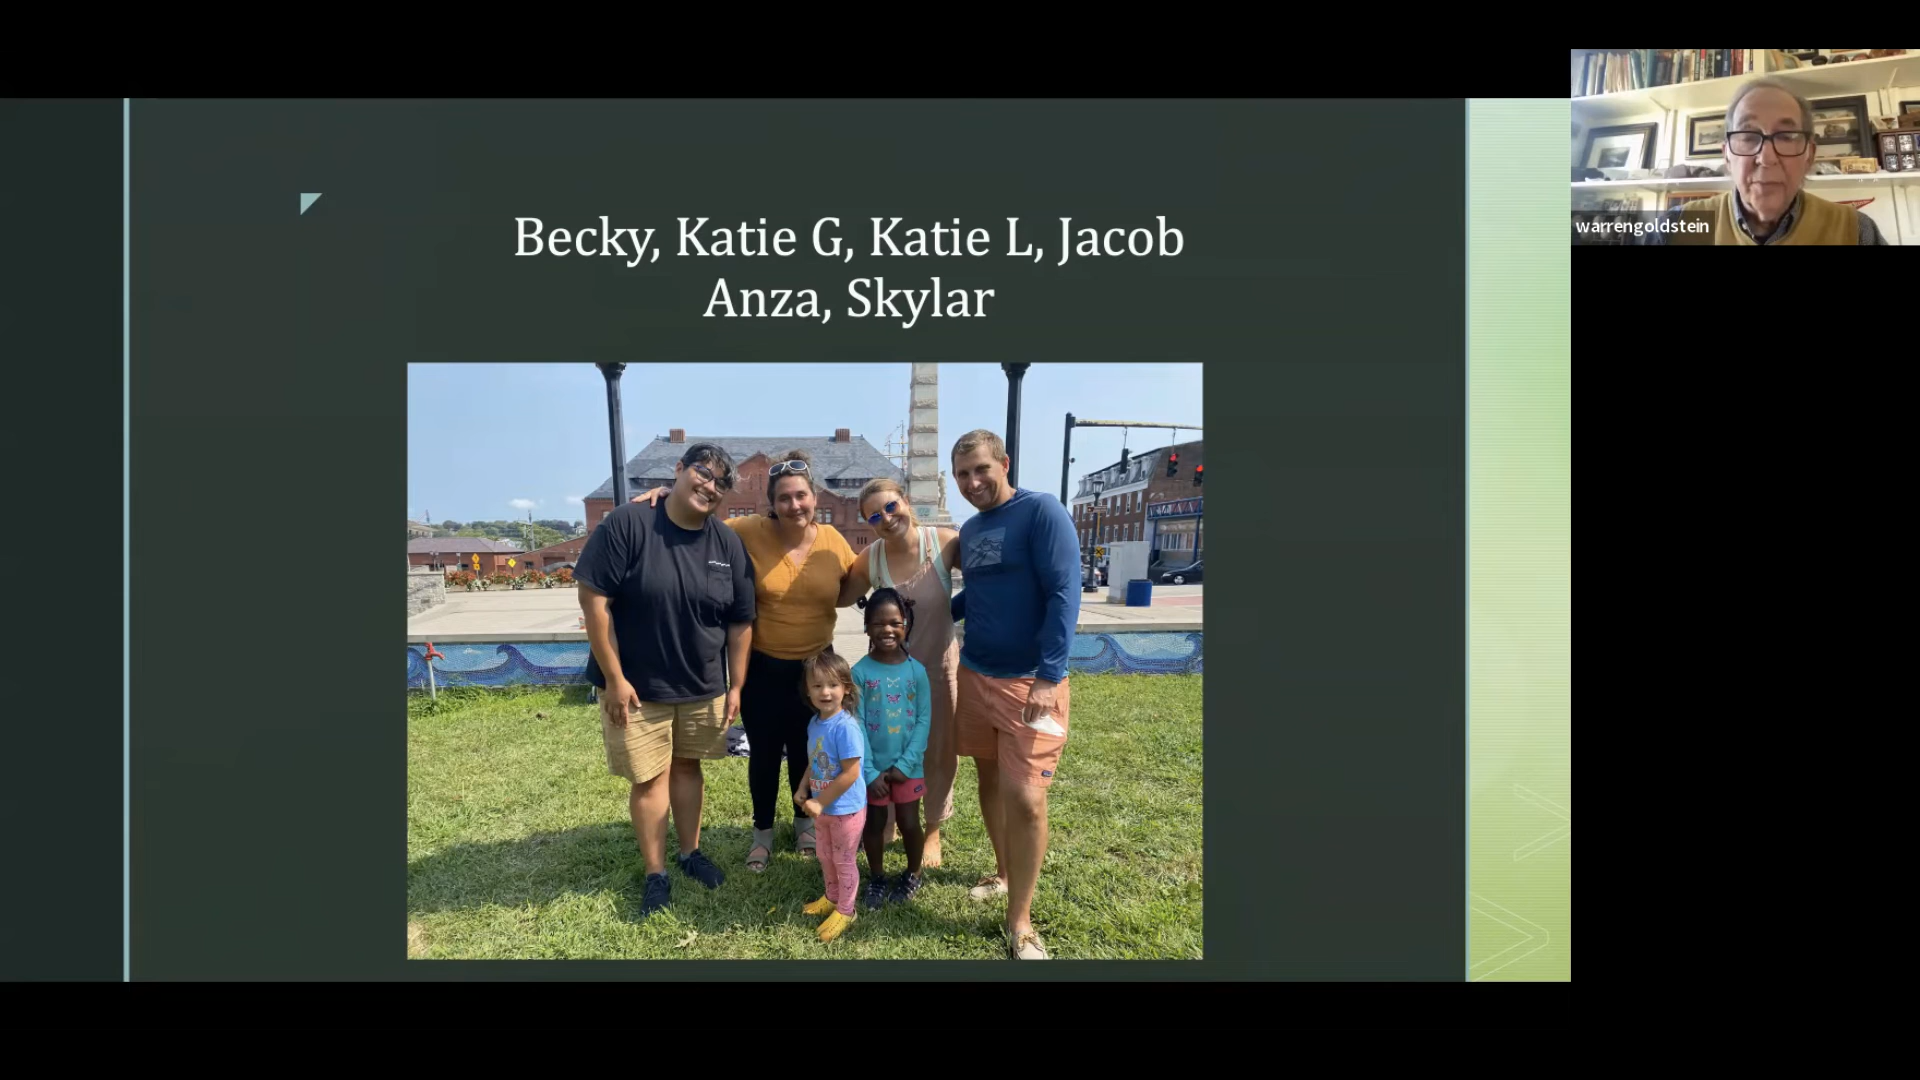 Becky, Katie G, Katie L, Jacob
Anza, Skylar
warrengoldstein